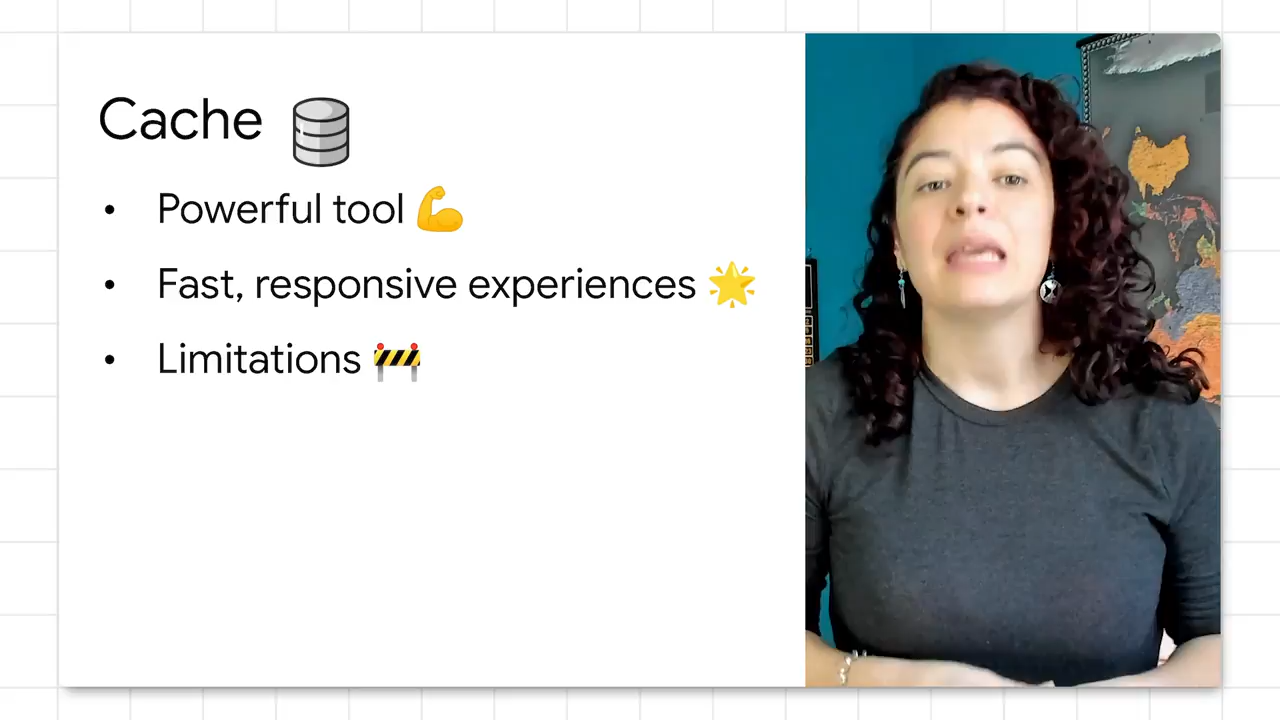 Cache
Powerful tool
Fast, responsive experiences
Limitations